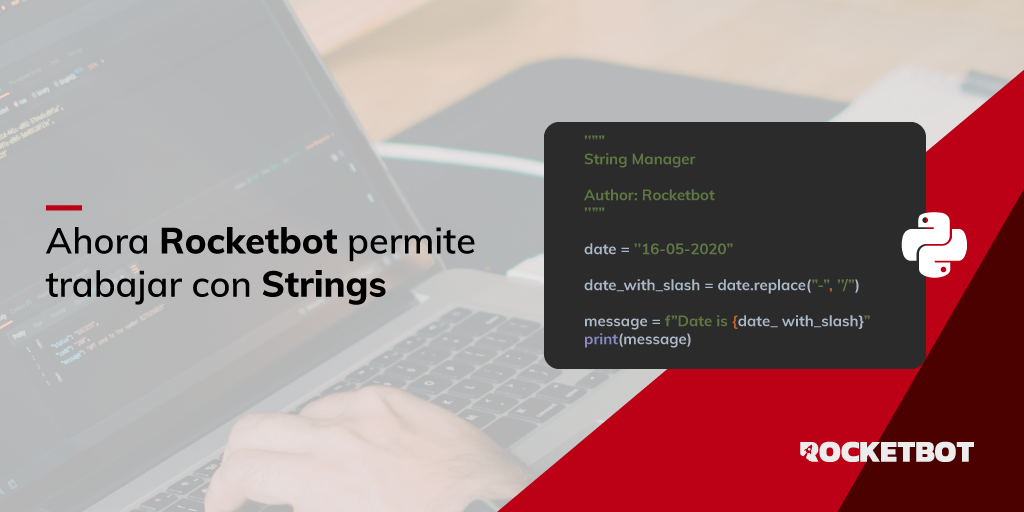 Ahora Rocketbot permite
trabajar con Strings
"""
String Manager
Author: Rocketbot
"""
date = "16-05-2020"
date_with_slash = date.replace("-", "/")
message = f"Date is {date_ with_slash}"
print(message)
ROCKETBOT